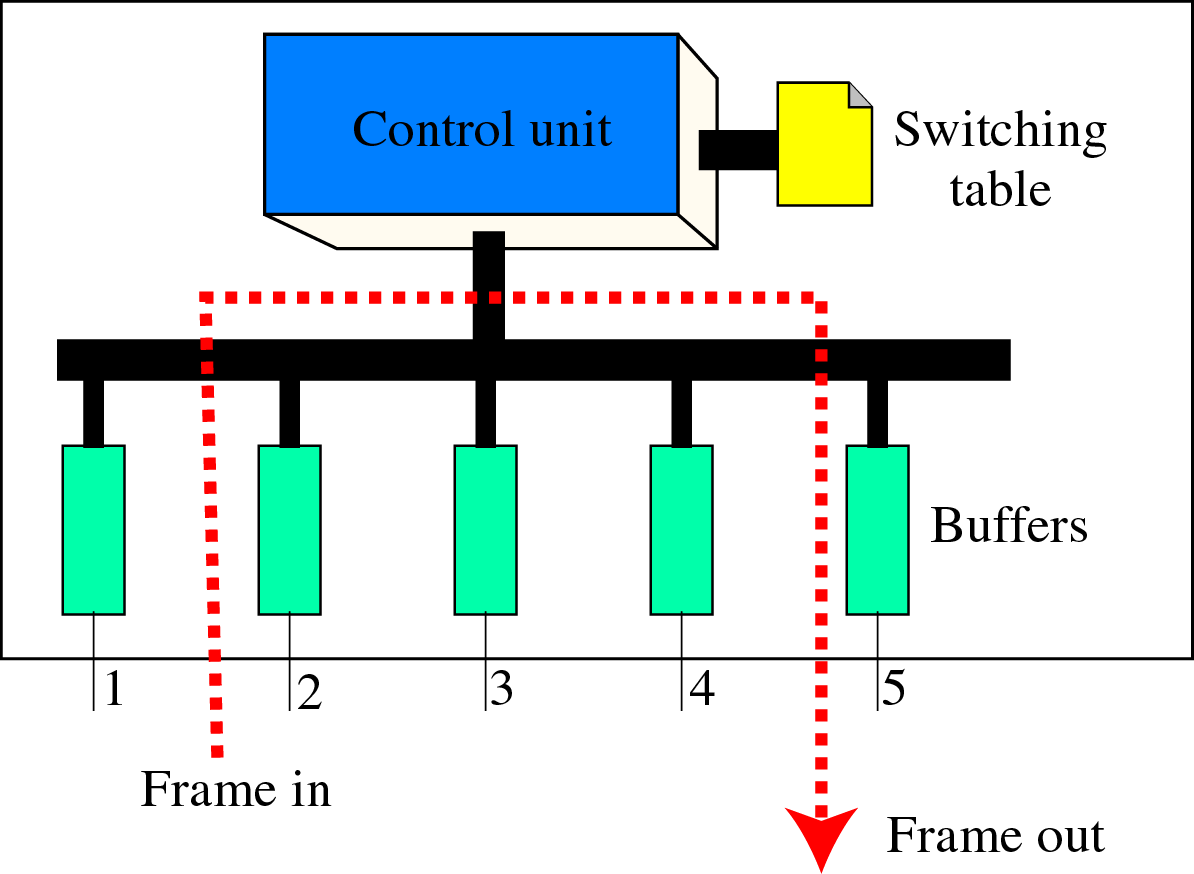 Control unit
Switching
table
Buffers
1
2
3
4
5
Frame in
Frame out